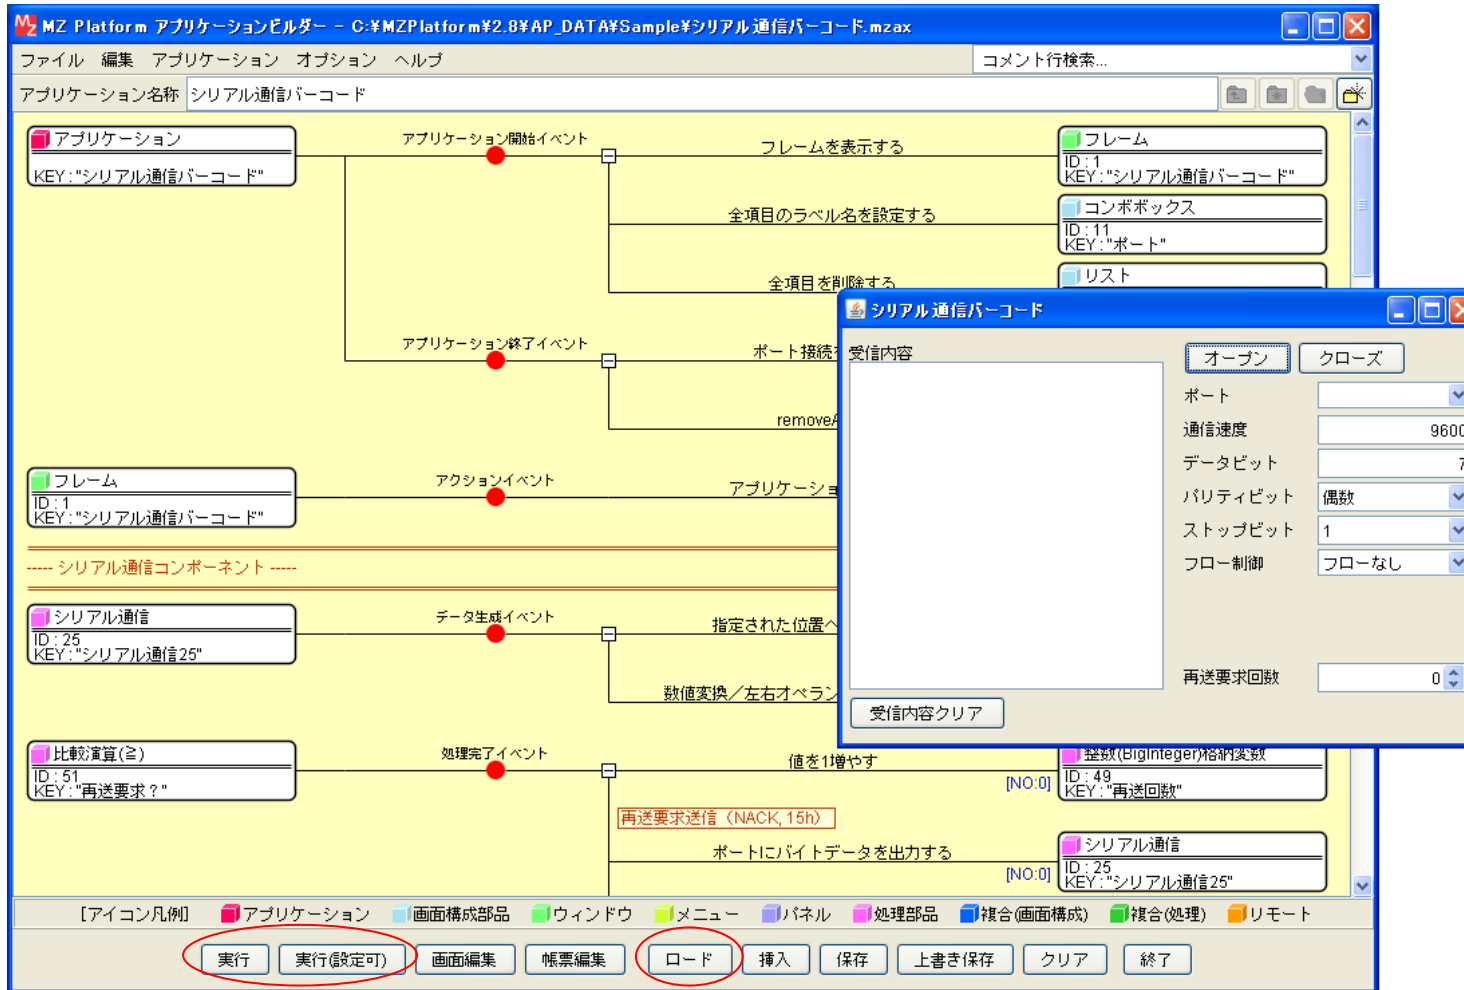 MZ Platform アプリケーションビルダー － C:¥MZPlatform¥2.8¥AP_DATA¥Sample¥シリアル通信バーコード.mzax
ファイル 編集 アプリケーション オプション ヘルプ コメント行検索...
アプリケーション名称 シリアル通信バーコード
アプリケーション
KEY:"シリアル通信バーコード"
アプリケーション開始イベント
フレームを表示する
フレーム
ID:1
KEY:"シリアル通信バーコード"
全項目のラベル名を設定する
コンボボックス
ID:11
KEY:"ポート"
全項目を削除する
リスト
アプリケーション終了イベント
ポート接続
remove
フレーム
ID:1
KEY:"シリアル通信バーコード"
アクションイベント
アプリケーショ
----- シリアル通信コンポーネント -----
シリアル通信
ID:25
KEY:"シリアル通信25"
データ生成イベント
指定された位置へ
数値変換／左右オペラン
比較演算(≧)
ID:51
KEY:"再送要求？"
処理完了イベント
値を1増やす
[NO:0]
整数(BigInteger)格納変数
ID:49
KEY:"再送回数"
再送要求送信（NACK, 15h）
ポートにバイトデータを出力する
[NO:0]
シリアル通信
ID:25
KEY:"シリアル通信25"
シリアル通信バーコード
受信内容
オープン クローズ
ポート
通信速度 9600
データビット 7
パリティビット 偶数
ストップビット 1
フロー制御 フローなし
再送要求回数 0
受信内容クリア
[アイコン凡例] アプリケーション 画面構成部品 ウィンドウ メニュー パネル 処理部品 複合(画面構成) 複合(処理) リモート
実行 実行(設定可) 画面編集 帳票編集 ロード 挿入 保存 上書き保存 クリア 終了